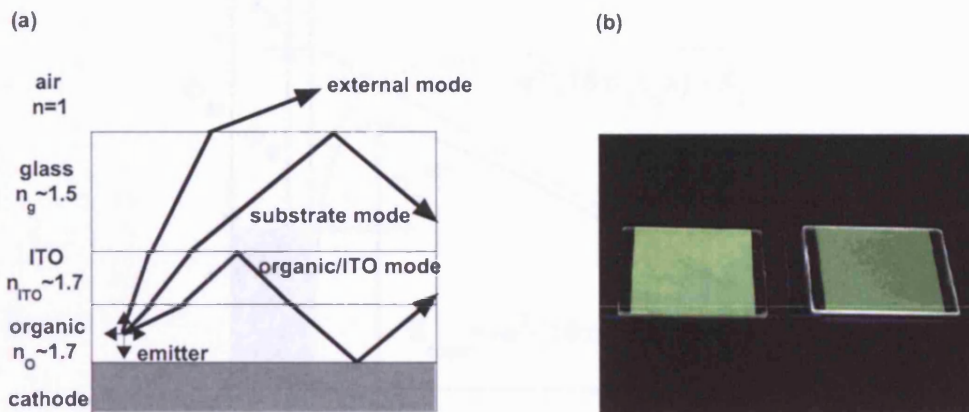 (a)
(b)
air
n=1
external mode
glass
n_g ~1.5
substrate mode
ITO
n_ITO~1.7
organic/ITO mode
organic
n_O~1.7
emitter
cathode